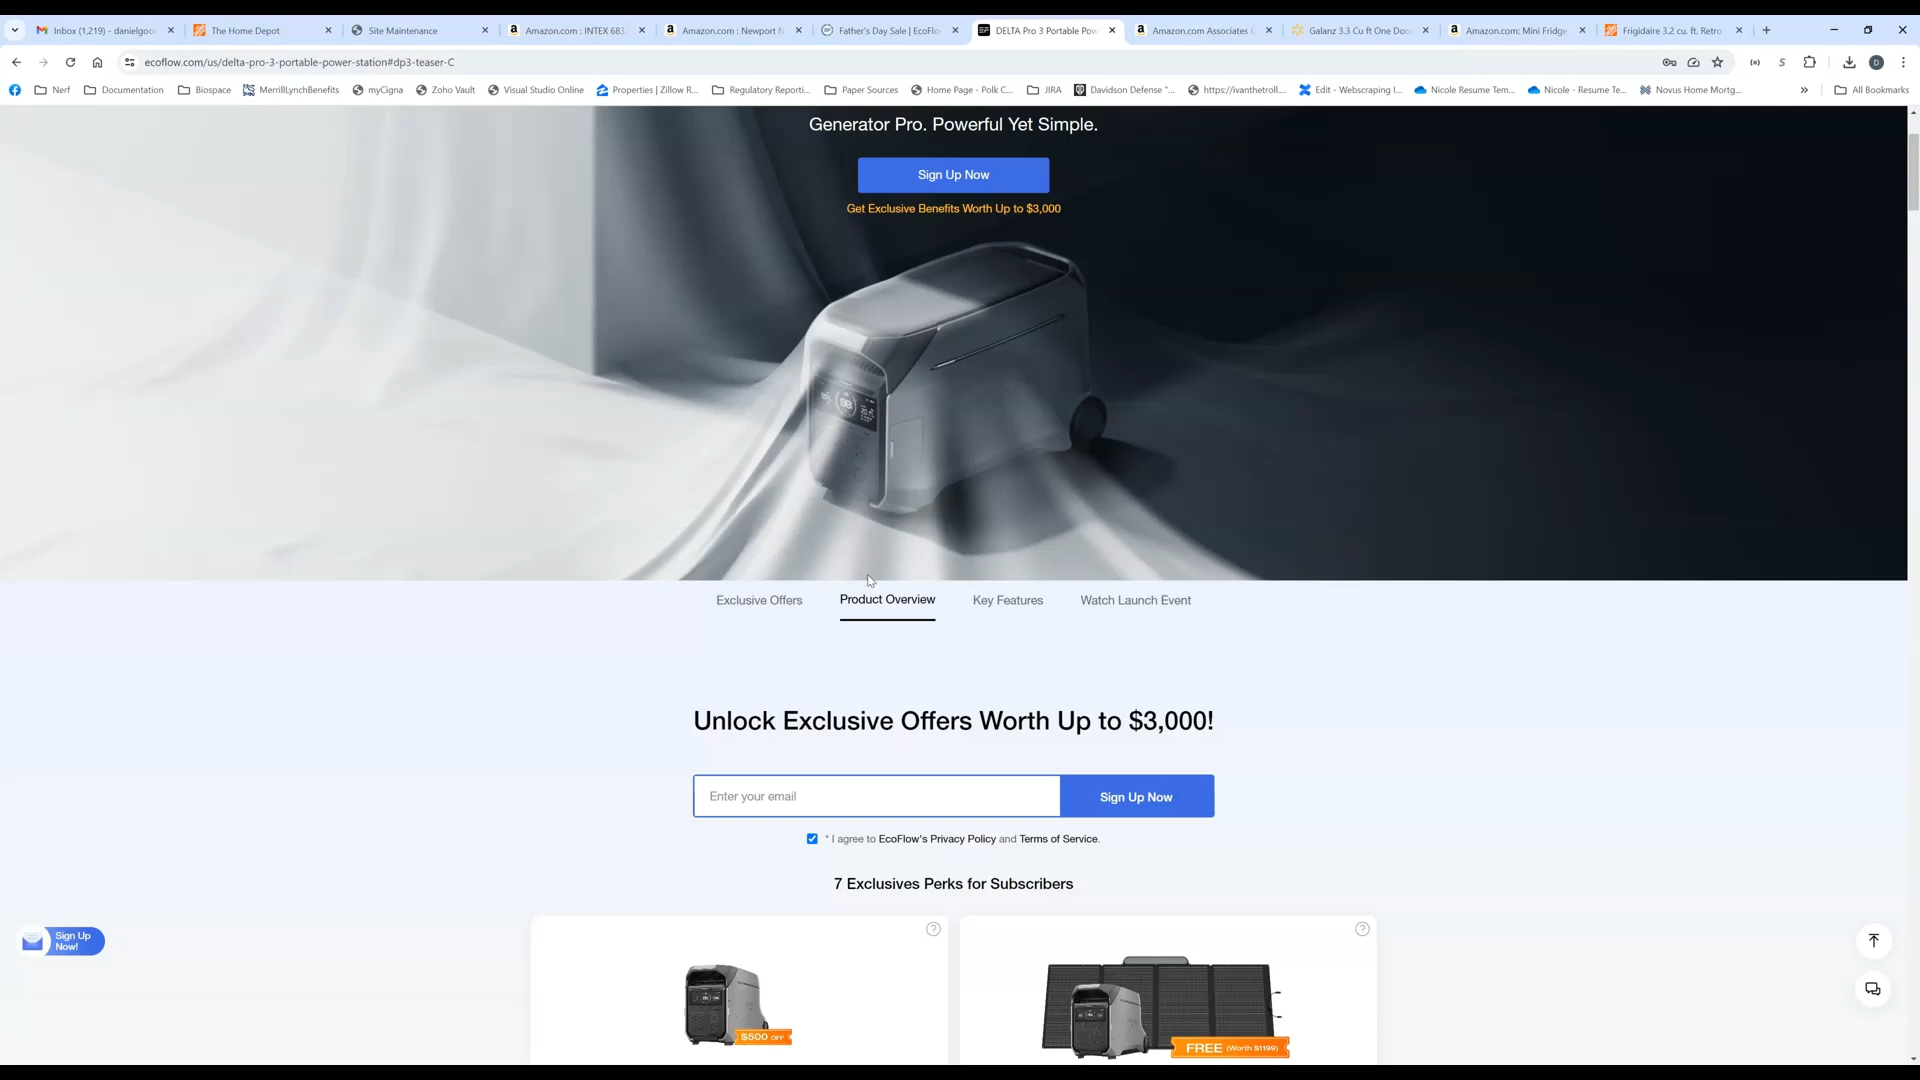 Inbox (1,219) - danielgoo
The Home Depot
Site Maintenance
Amazon.com : INTEX 683
Amazon.com : Newport N
Father's Day Sale | EcoFlo
DELTA Pro 3 Portable Pow
Amazon.com Associates C
Galanz 3.3 Cu ft One Doo
Amazon.com: Mini Fridge
Frigidaire 3.2 cu. ft. Retro
ecoflow.com/us/delta-pro-3-portable-power-station#dp3-teaser-C
Nerf
Documentation
Biospace
MerrillLynchBenefits
myCigna
Zoho Vault
Visual Studio Online
Properties | Zillow R...
Regulatory Reporti...
Paper Sources
Home Page - Polk C...
JIRA
Davidson Defense "...
https://ivanthetroll....
Edit - Webscraping I...
Nicole Resume Tem...
Nicole - Resume Te...
Novus Home Mortg...
All Bookmarks
Generator Pro. Powerful Yet Simple.
Sign Up Now
Get Exclusive Benefits Worth Up to $3,000
Exclusive Offers
Product Overview
Key Features
Watch Launch Event
Unlock Exclusive Offers Worth Up to $3,000!
Enter your email
Sign Up Now
* I agree to EcoFlow's Privacy Policy and Terms of Service.
7 Exclusives Perks for Subscribers
Sign Up
Now!
$500 OFF
FREE (Worth $1199)